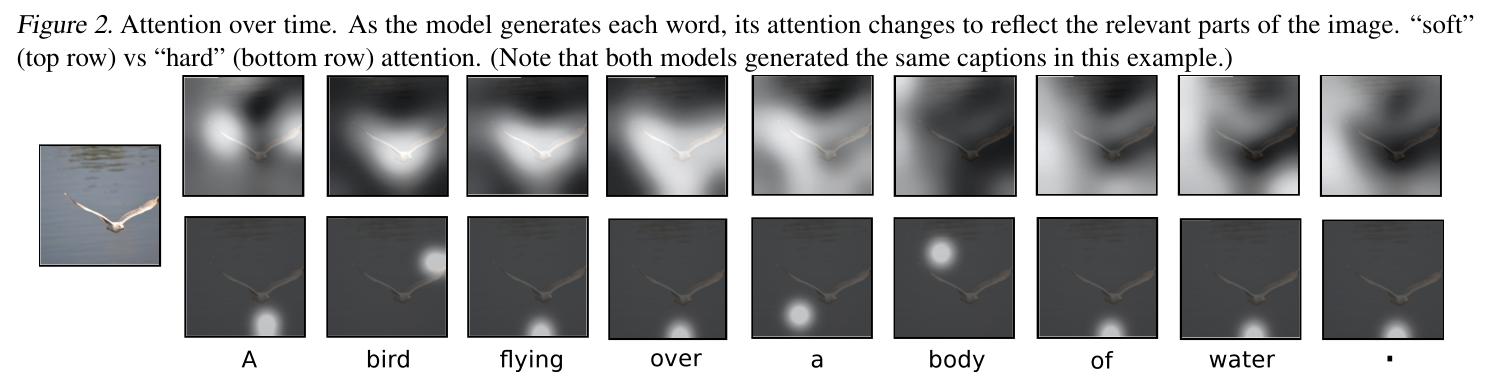 Figure 2. Attention over time. As the model generates each word, its attention changes to reflect the relevant parts of the image. “soft”
(top row) vs “hard” (bottom row) attention. (Note that both models generated the same captions in this example.)
A bird flying over a body of water .